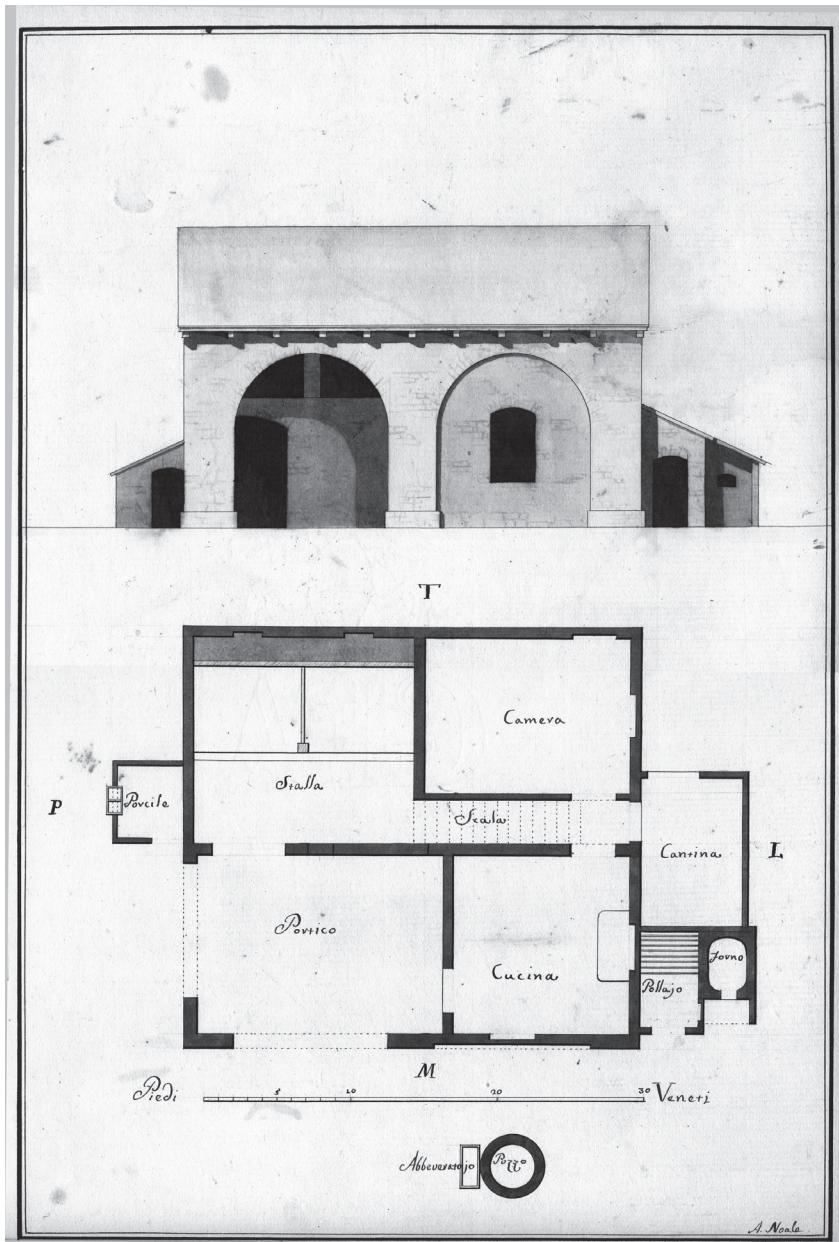 T
Camera
Stalla
P
Porcile
Scala
Cantina
L
Portico
Cucina
Forno
Pollajo
M
Piedi
5
10
20
30
Veneti
Abbeveratojo
Pozzo
A. Noale